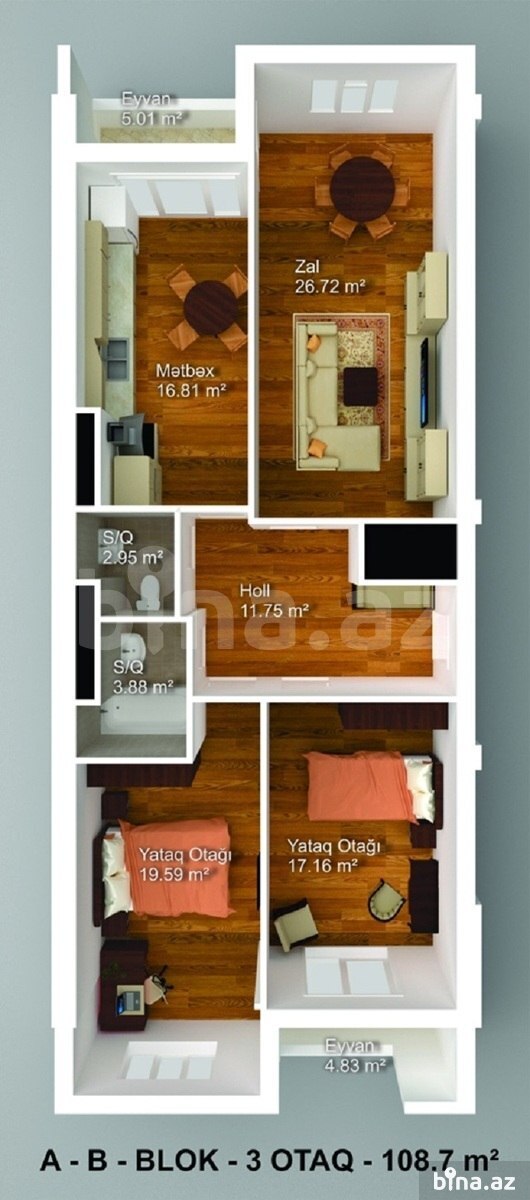 Eyvan
5.01 m²
Zal
26.72 m²
Mətbəx
16.81 m²
S/Q
2.95 m²
Holl
11.75 m²
bina.az
S/Q
3.88 m²
Yataq Otağı
19.59 m²
Yataq Otağı
17.16 m²
Eyvan
4.83 m²
A - B - BLOK - 3 OTAQ - 108.7 m²
bina.az